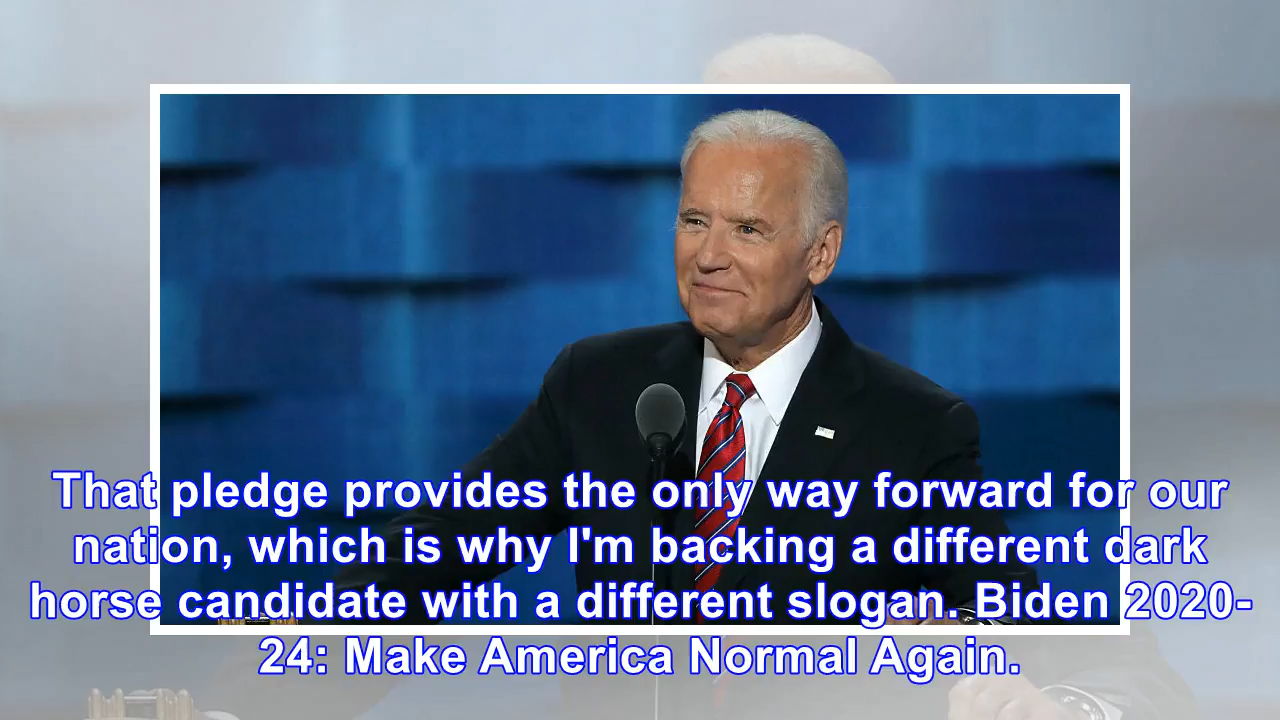 That pledge provides the only way forward for our
nation, which is why I'm backing a different dark
horse candidate with a different slogan. Biden 2020-
24: Make America Normal Again.